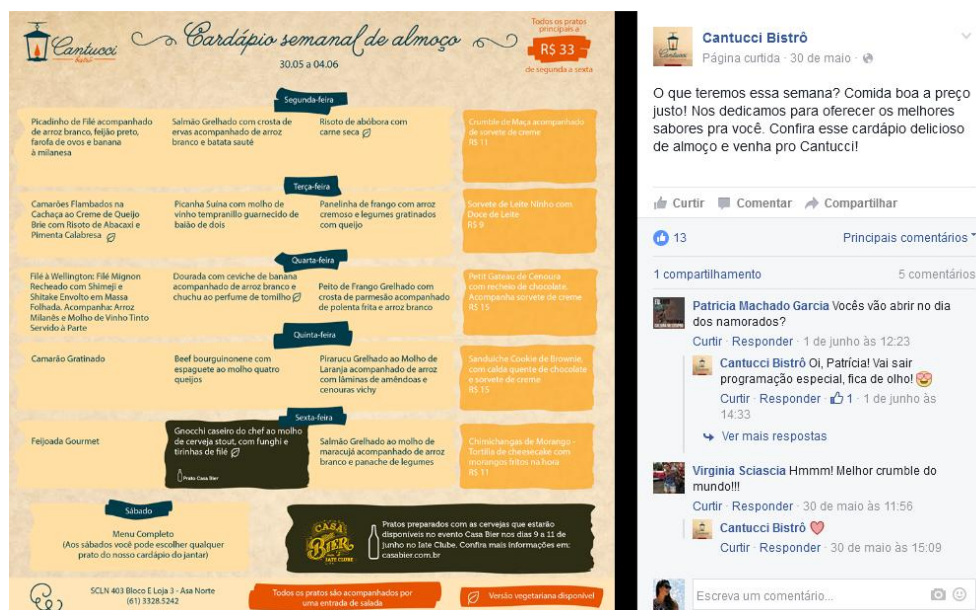 Cantucci
bistrô
Cardápio semanal de almoço
30.05 a 04.06
Todos os pratos
principais a
R$ 33
de segunda a sexta
Segunda-feira
Picadinho de Filé acompanhado
de arroz branco, feijão preto,
farofa de ovos e banana
à milanesa
Salmão Grelhado com crosta de
ervas acompanhado de arroz
branco e batata sauté
Risoto de abóbora com
carne seca
Crumble de Maça acompanhado
de sorvete de creme
R$ 11
Terça-feira
Camarões Flambados na
Cachaça ao Creme de Queijo
Brie com Risoto de Abacaxi e
Pimenta Calabresa
Picanha Suína com molho de
vinho tempranillo guarnecido de
baião de dois
Panelinha de frango com arroz
cremoso e legumes gratinados
com queijo
Sorvete de Leite Ninho com
Doce de Leite
R$ 9
Quarta-feira
Filé à Wellington: Filé Mignon
Recheado com Shimeji e
Shitake Envolto em Massa
Folhada. Acompanha: Arroz
Milanês e Molho de Vinho Tinto
Servido à Parte
Dourada com ceviche de banana
acompanhado de arroz branco e
chuchu ao perfume de tomilho
Peito de Frango Grelhado com
crosta de parmesão acompanhado
de polenta frita e arroz branco
Petit Gateau de Cenoura
com recheio de chocolate.
Acompanha sorvete de creme
R$ 15
Quinta-feira
Camarão Gratinado
Beef bourguinonene com
espaguete ao molho quatro
queijos
Pirarucu Grelhado ao Molho de
Laranja acompanhado de arroz
com lâminas de amêndoas e
cenouras vichy
Sanduíche Cookie de Brownie,
com calda quente de chocolate
e sorvete de creme
R$ 15
Sexta-feira
Feijoada Gourmet
Gnocchi caseiro do chef ao molho
de cerveja stout, com funghi e
tirinhas de filé
Prato Casa Bier
Salmão Grelhado ao molho de
maracujá acompanhado de arroz
branco e panache de legumes
Chinsichangas de Morango -
Tortilla de cheesecake com
morangos fritos na hora
R$ 11
Sábado
Menu Completo
(Aos sábados você pode escolher qualquer
prato do nosso cardápio do jantar)
CASA
BIER
IATE CLUBE
Pratos preparados com as cervejas que estarão
disponíveis no evento Casa Bier nos dias 9 a 11 de
junho no Iate Clube. Confira mais informações em:
casabier.com.br
SCLN 403 Bloco E Loja 3 - Asa Norte
(61) 3328.5242
Todos os pratos são acompanhados por
uma entrada de salada
Versão vegetariana disponível
Cantucci Bistrô
Página curtida · 30 de maio ·
O que teremos essa semana? Comida boa a preço
justo! Nos dedicamos para oferecer os melhores
sabores pra você. Confira esse cardápio delicioso
de almoço e venha pro Cantucci!
Curtir Comentar Compartilhar
13 Principais comentários
1 compartilhamento 5 comentários
Patricia Machado Garcia Vocês vão abrir no dia
dos namorados?
Curtir · Responder · 1 de junho às 12:23
Cantucci Bistrô Oi, Patrícia! Vai sair
programação especial, fica de olho!
Curtir · Responder · 1 · 1 de junho às
14:33
Ver mais respostas
Virginia Sciascia Hmmm! Melhor crumble do
mundo!!!
Curtir · Responder · 30 de maio às 11:56
Cantucci Bistrô
Curtir · Responder · 30 de maio às 15:09
Escreva um comentário...